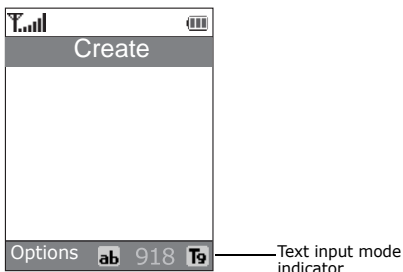 Create
Options ab 918 T9
Text input mode
indicator